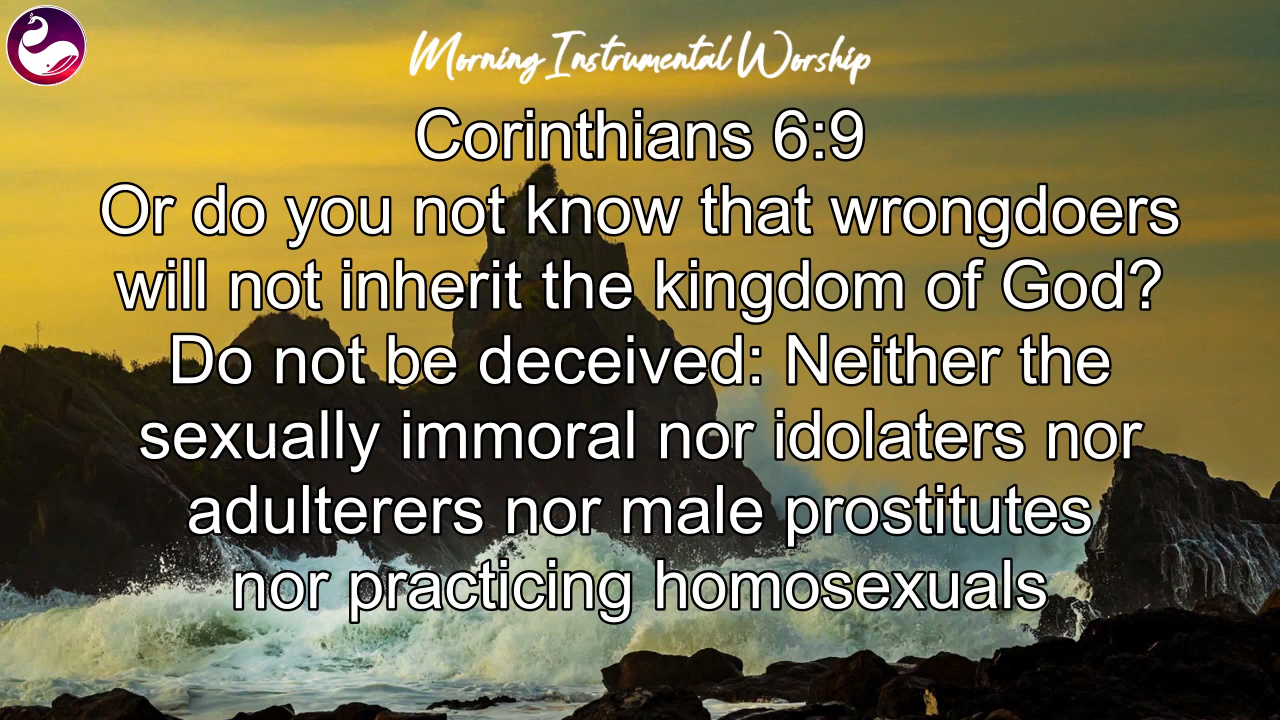 Morning Instrumental Worship
Corinthians 6:9
Or do you not know that wrongdoers
will not inherit the kingdom of God?
Do not be deceived: Neither the
sexually immoral nor idolaters nor
adulterers nor male prostitutes
nor practicing homosexuals